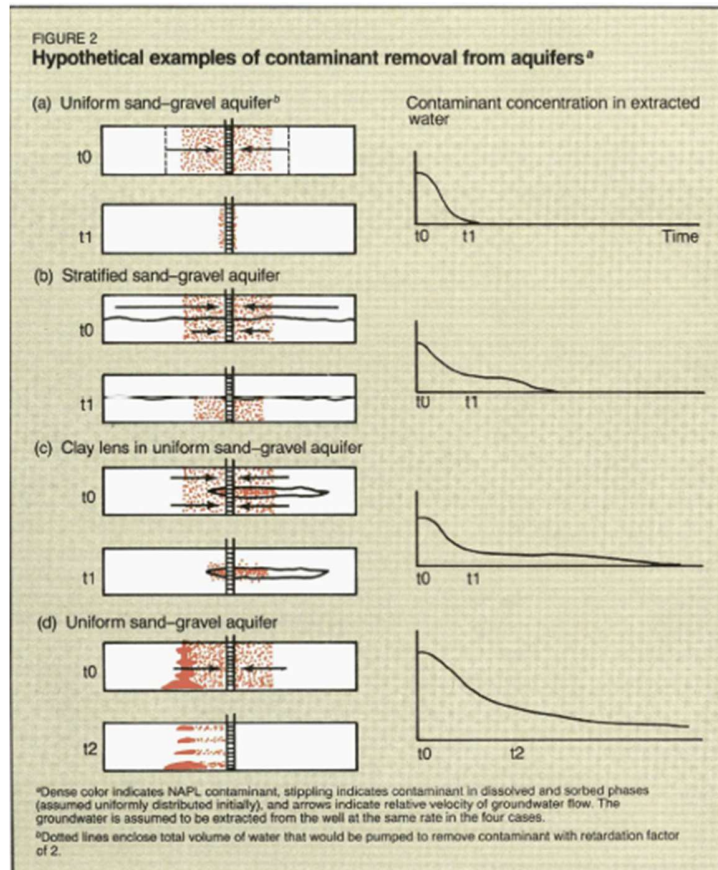 FIGURE 2
Hypothetical examples of contaminant removal from aquifersᵃ
(a) Uniform sand–gravel aquiferᵇ
Contaminant concentration in extracted
water
t0
t1
t0
t1
Time
(b) Stratified sand–gravel aquifer
t0
t1
t0
t1
(c) Clay lens in uniform sand–gravel aquifer
t0
t1
t0
t1
(d) Uniform sand–gravel aquifer
t0
t2
t0
t2
ᵃDense color indicates NAPL contaminant, stippling indicates contaminant in dissolved and sorbed phases
(assumed uniformly distributed initially), and arrows indicate relative velocity of groundwater flow. The
groundwater is assumed to be extracted from the well at the same rate in the four cases.
ᵇDotted lines enclose total volume of water that would be pumped to remove contaminant with retardation factor
of 2.